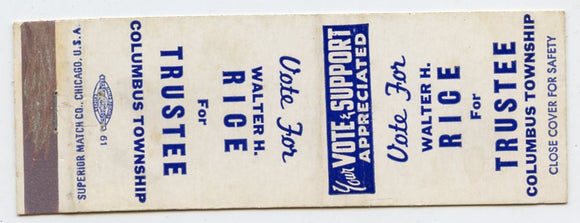 Your VOTE & SUPPORT
APPRECIATED
Vote For
WALTER H.
RICE
For
TRUSTEE
COLUMBUS TOWNSHIP
CLOSE COVER FOR SAFETY
Vote For
WALTER H.
RICE
For
TRUSTEE
COLUMBUS TOWNSHIP
SUPERIOR MATCH CO., CHICAGO, U.S.A.